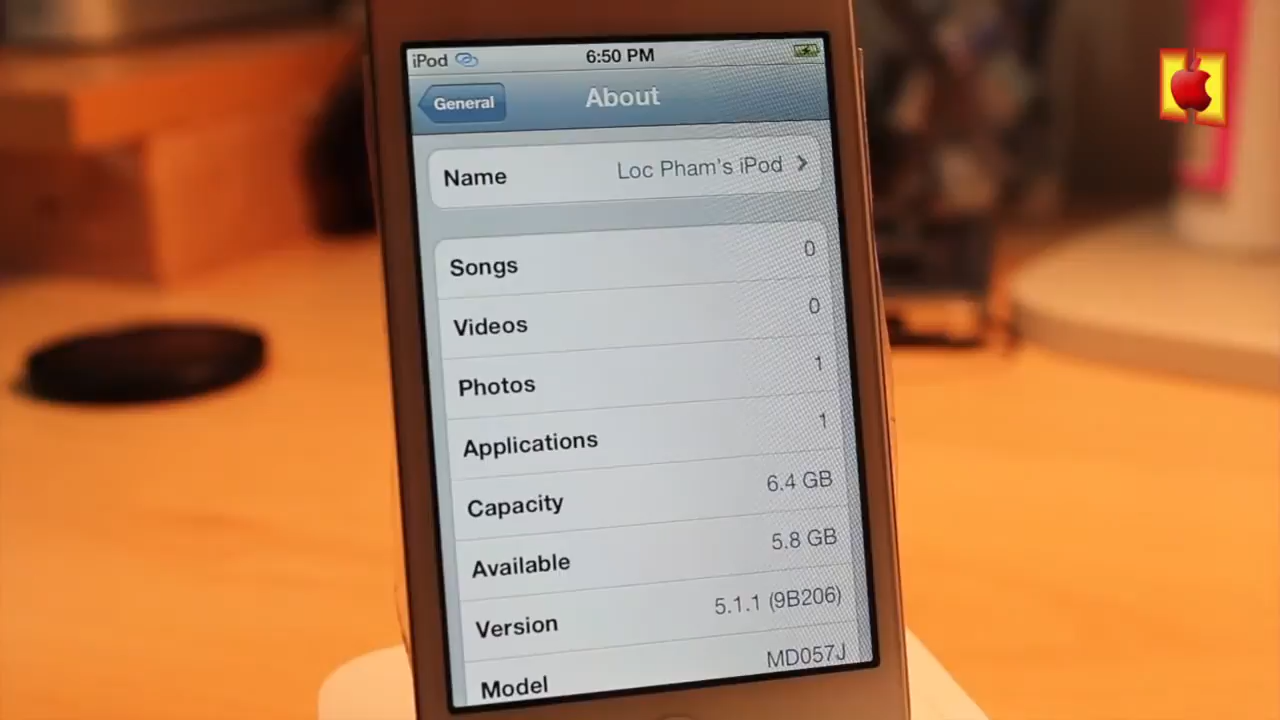 iPod 6:50 PM
General About
Name Loc Pham's iPod
Songs 0
Videos 0
Photos 1
Applications 1
Capacity 6.4 GB
Available 5.8 GB
Version 5.1.1 (9B206)
Model MD057J